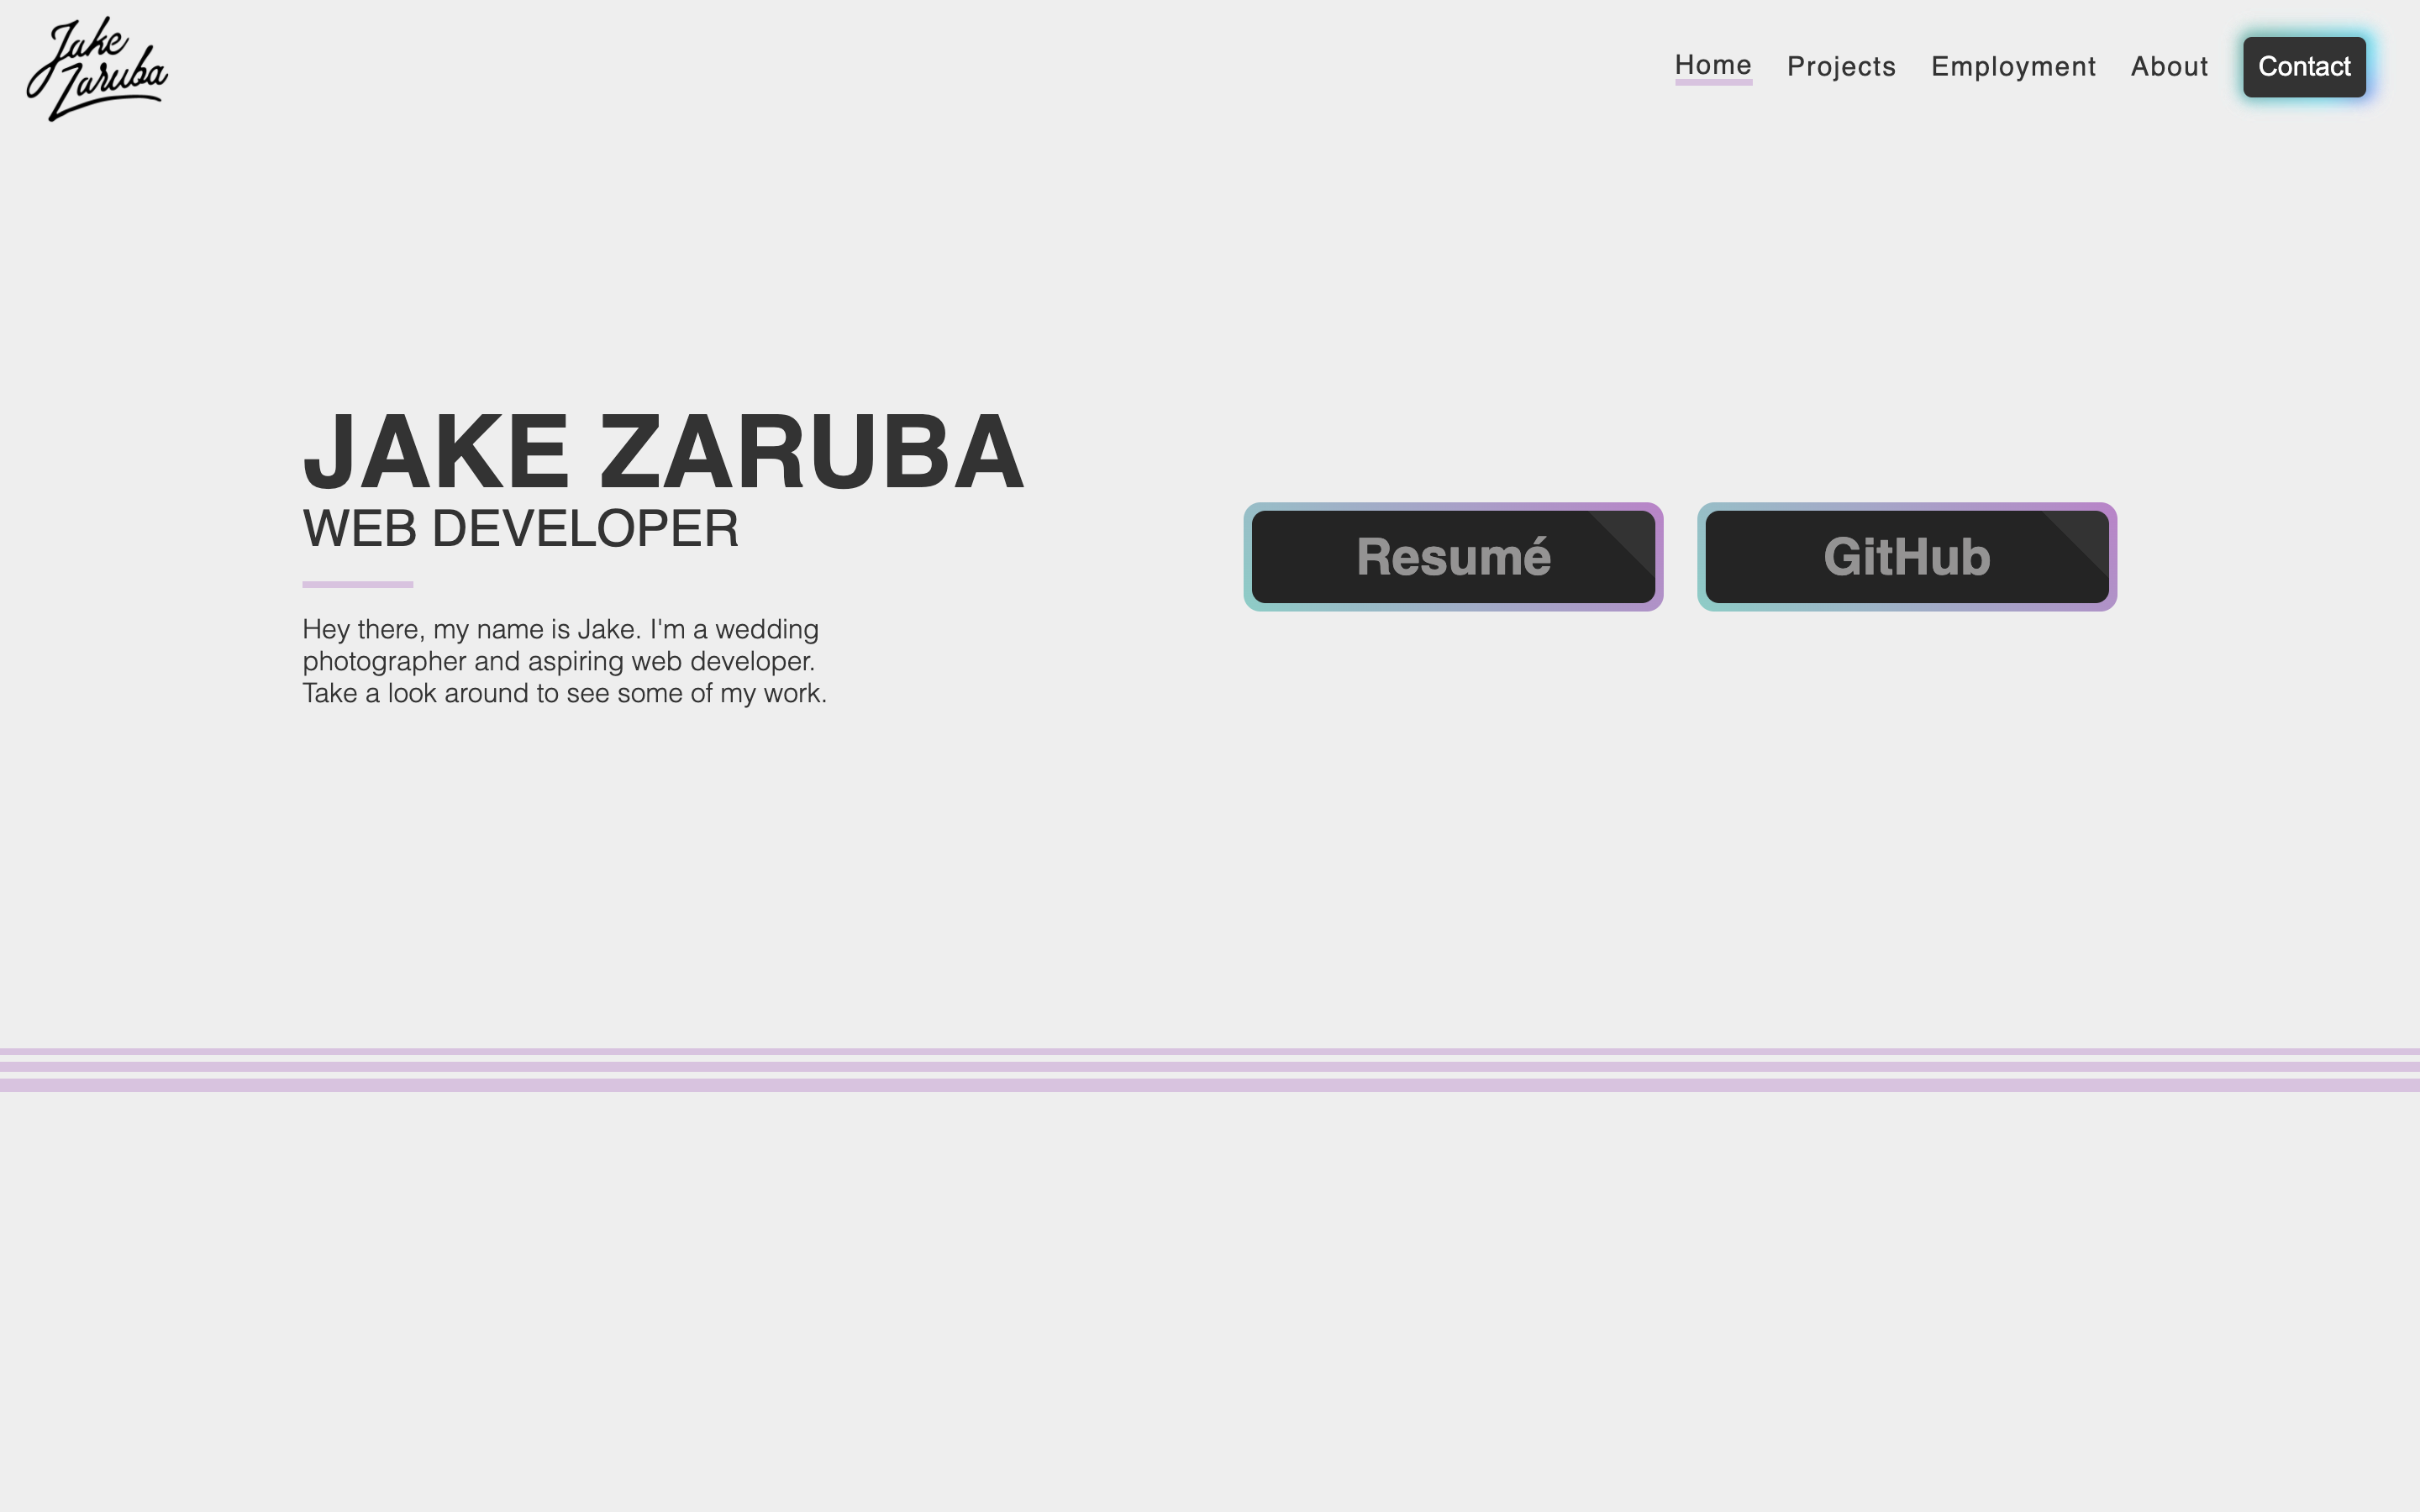 Jake
Zaruba
Home Projects Employment About Contact
JAKE ZARUBA
WEB DEVELOPER
Hey there, my name is Jake. I'm a wedding
photographer and aspiring web developer.
Take a look around to see some of my work.
Resumé GitHub